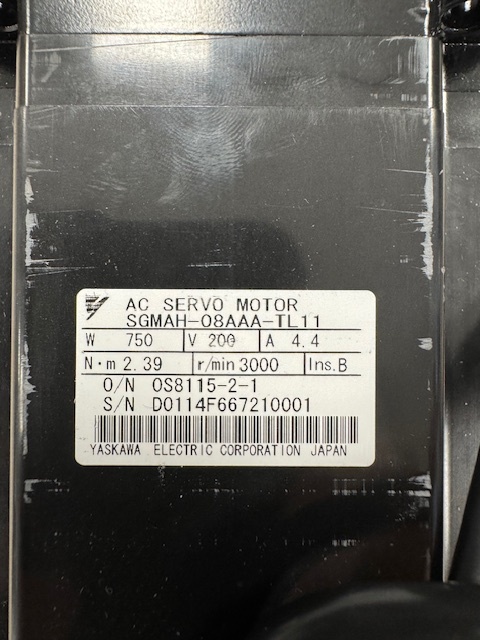 AC SERVO MOTOR
SGMAH-08AAA-TL11
W 750 V 200 A 4.4
N·m 2.39 r/min 3000 Ins.B
O/N OS8115-2-1
S/N D0114F667210001
YASKAWA ELECTRIC CORPORATION JAPAN